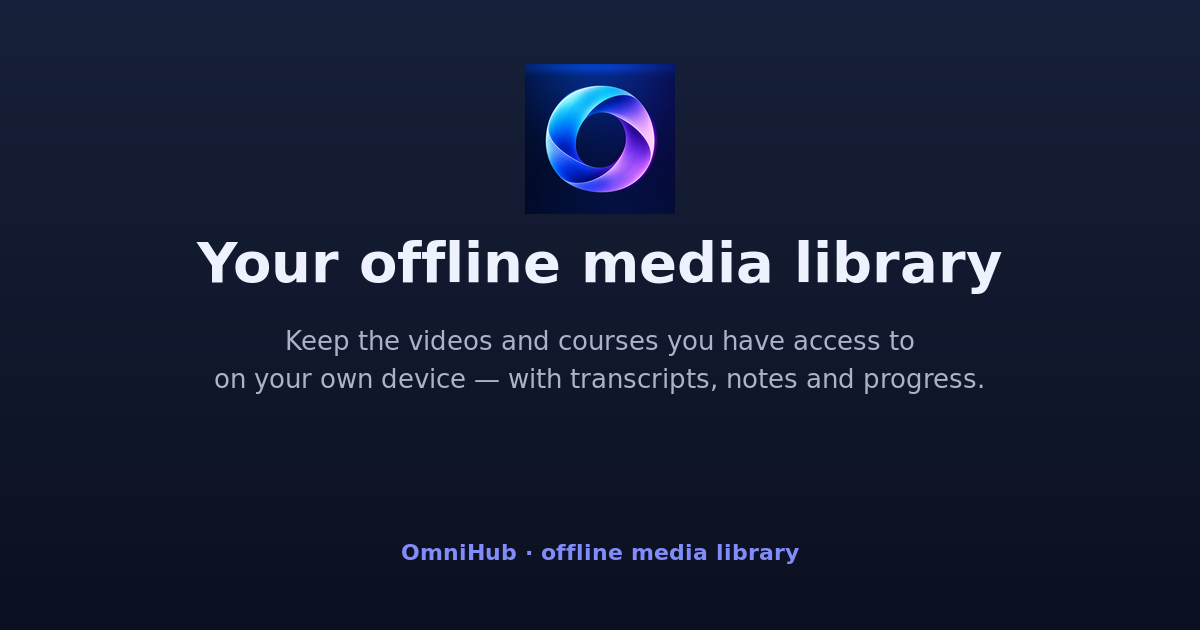 Your offline media library
Keep the videos and courses you have access to
on your own device — with transcripts, notes and progress.
OmniHub · offline media library